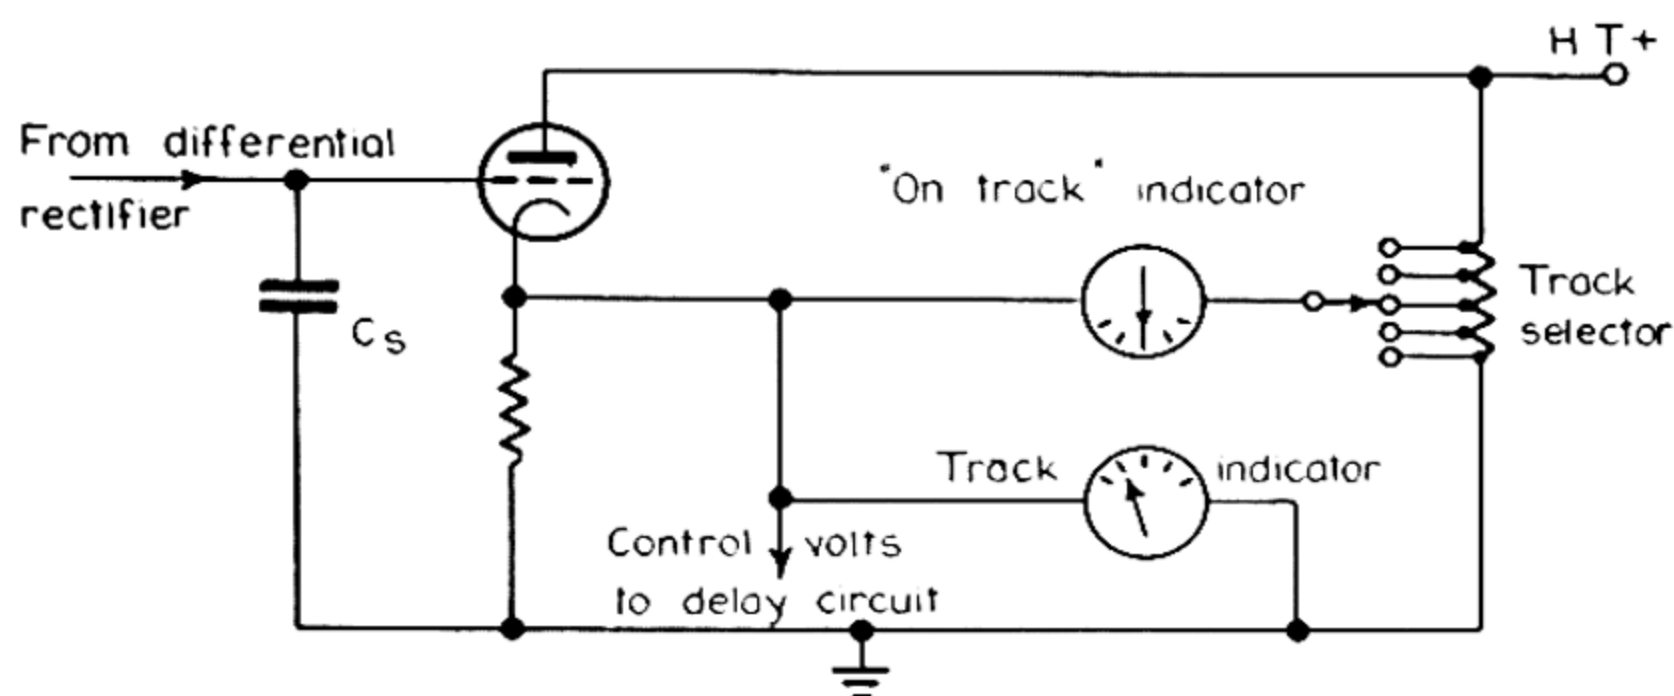 H T +
From differential
rectifier
"On track" indicator
Track
selector
Cs
Track indicator
Control volts
to delay circuit